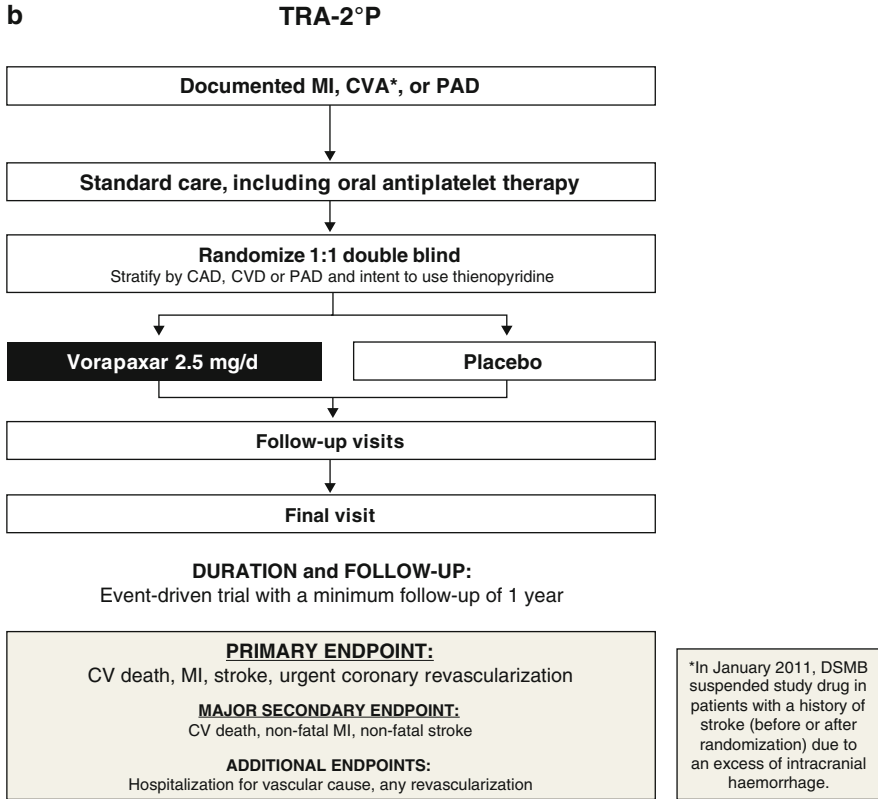 b
TRA-2°P
Documented MI, CVA*, or PAD
Standard care, including oral antiplatelet therapy
Randomize 1:1 double blind
Stratify by CAD, CVD or PAD and intent to use thienopyridine
Vorapaxar 2.5 mg/d
Placebo
Follow-up visits
Final visit
DURATION and FOLLOW-UP:
Event-driven trial with a minimum follow-up of 1 year
PRIMARY ENDPOINT:
CV death, MI, stroke, urgent coronary revascularization
MAJOR SECONDARY ENDPOINT:
CV death, non-fatal MI, non-fatal stroke
ADDITIONAL ENDPOINTS:
Hospitalization for vascular cause, any revascularization
*In January 2011, DSMB
suspended study drug in
patients with a history of
stroke (before or after
randomization) due to
an excess of intracranial
haemorrhage.